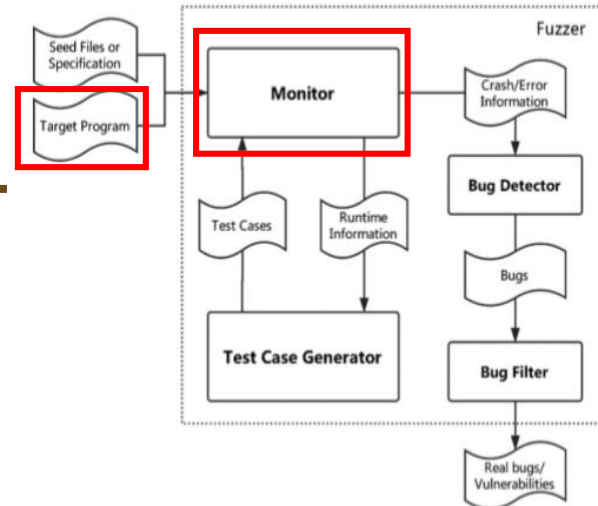 Fuzzer
Seed Files or
Specification
Target Program
Monitor
Crash/Error
Information
Bug Detector
Test Cases
Runtime
Information
Bugs
Test Case Generator
Bug Filter
Real bugs/
Vulnerabilities